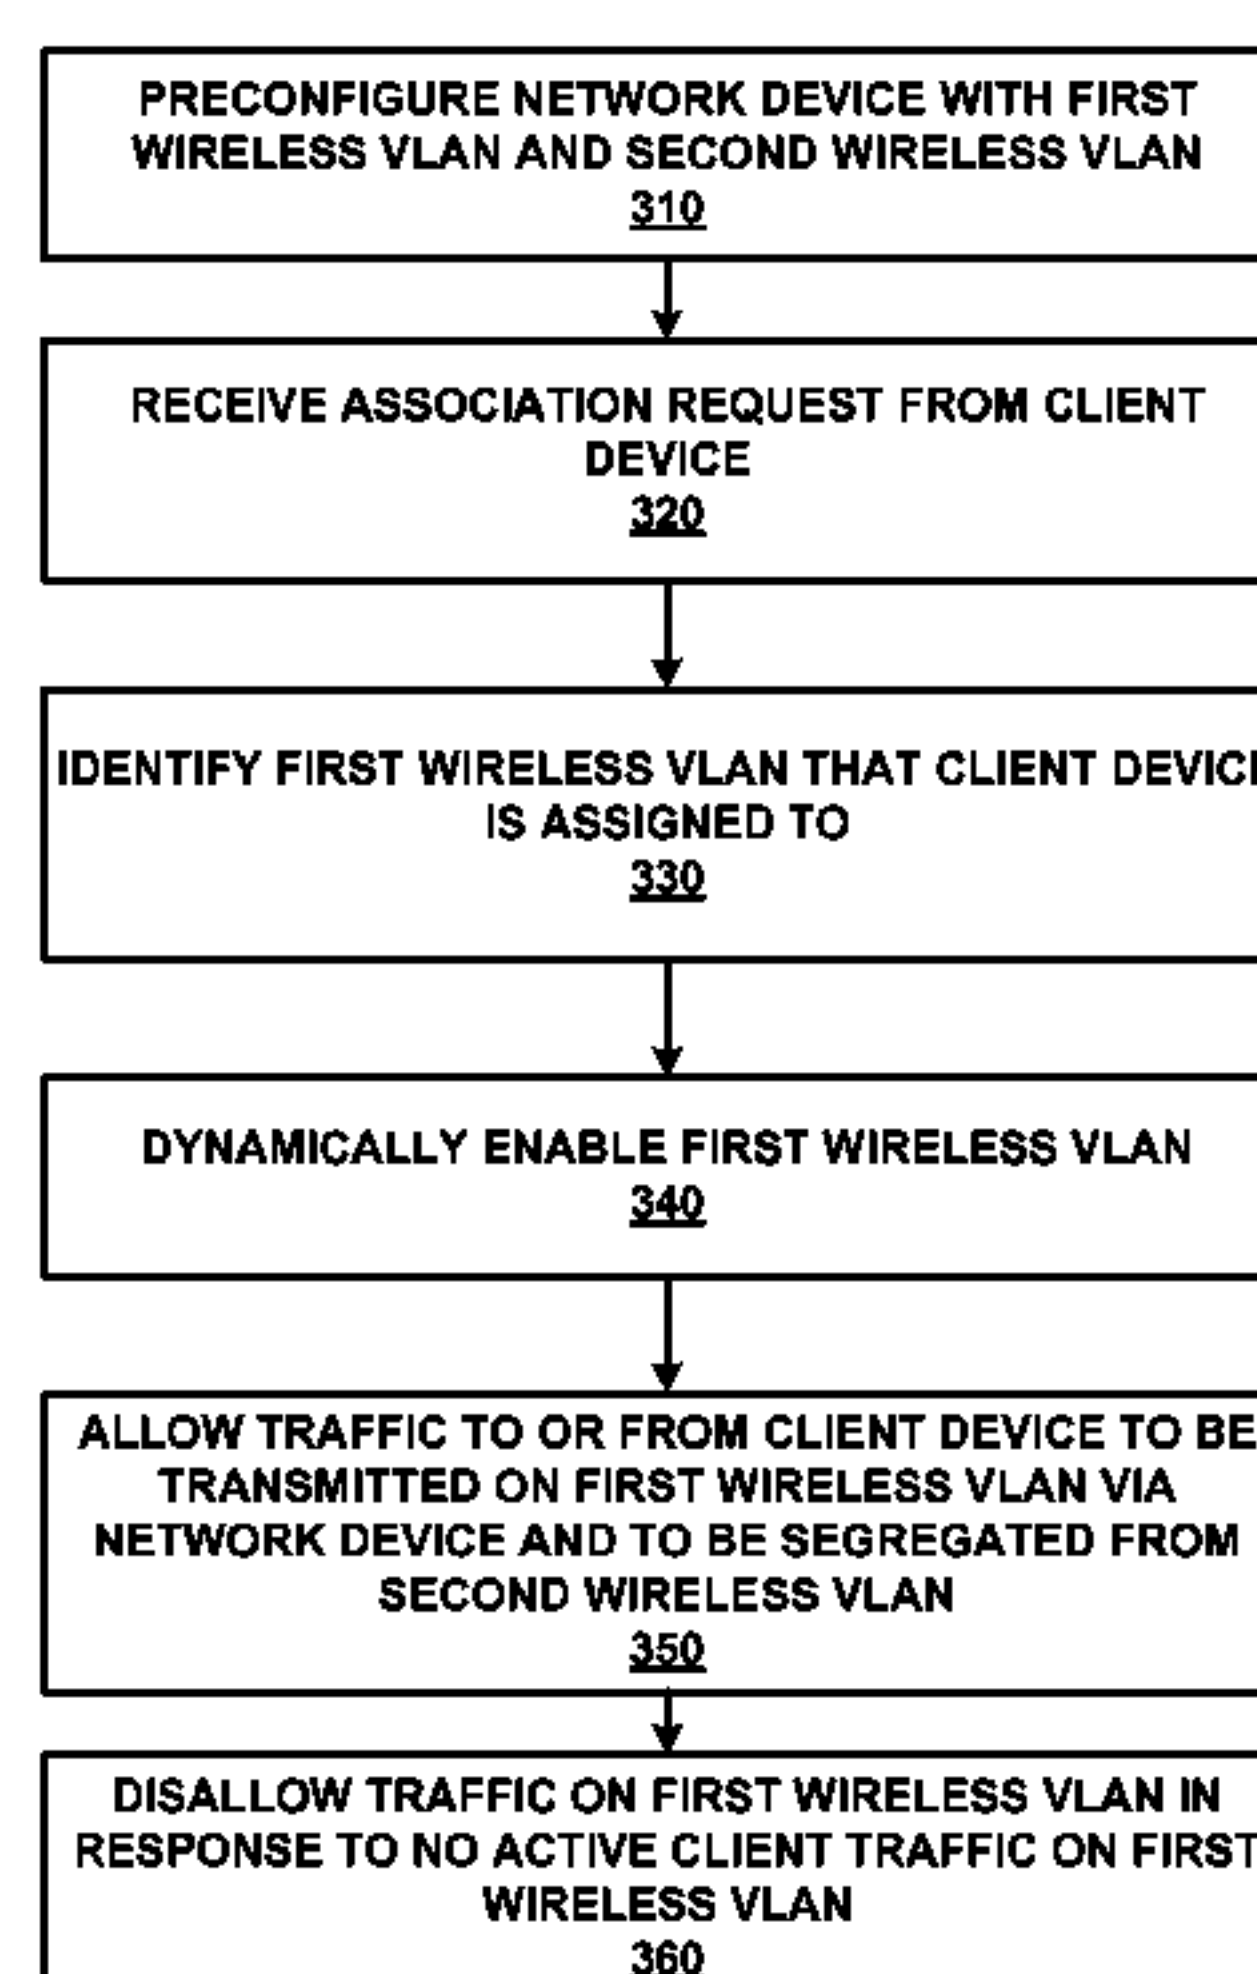 PRECONFIGURE NETWORK DEVICE WITH FIRST
WIRELESS VLAN AND SECOND WIRELESS VLAN
310
RECEIVE ASSOCIATION REQUEST FROM CLIENT
DEVICE
320
IDENTIFY FIRST WIRELESS VLAN THAT CLIENT DEVICE
IS ASSIGNED TO
330
DYNAMICALLY ENABLE FIRST WIRELESS VLAN
340
ALLOW TRAFFIC TO OR FROM CLIENT DEVICE TO BE
TRANSMITTED ON FIRST WIRELESS VLAN VIA
NETWORK DEVICE AND TO BE SEGREGATED FROM
SECOND WIRELESS VLAN
350
DISALLOW TRAFFIC ON FIRST WIRELESS VLAN IN
RESPONSE TO NO ACTIVE CLIENT TRAFFIC ON FIRST
WIRELESS VLAN
360